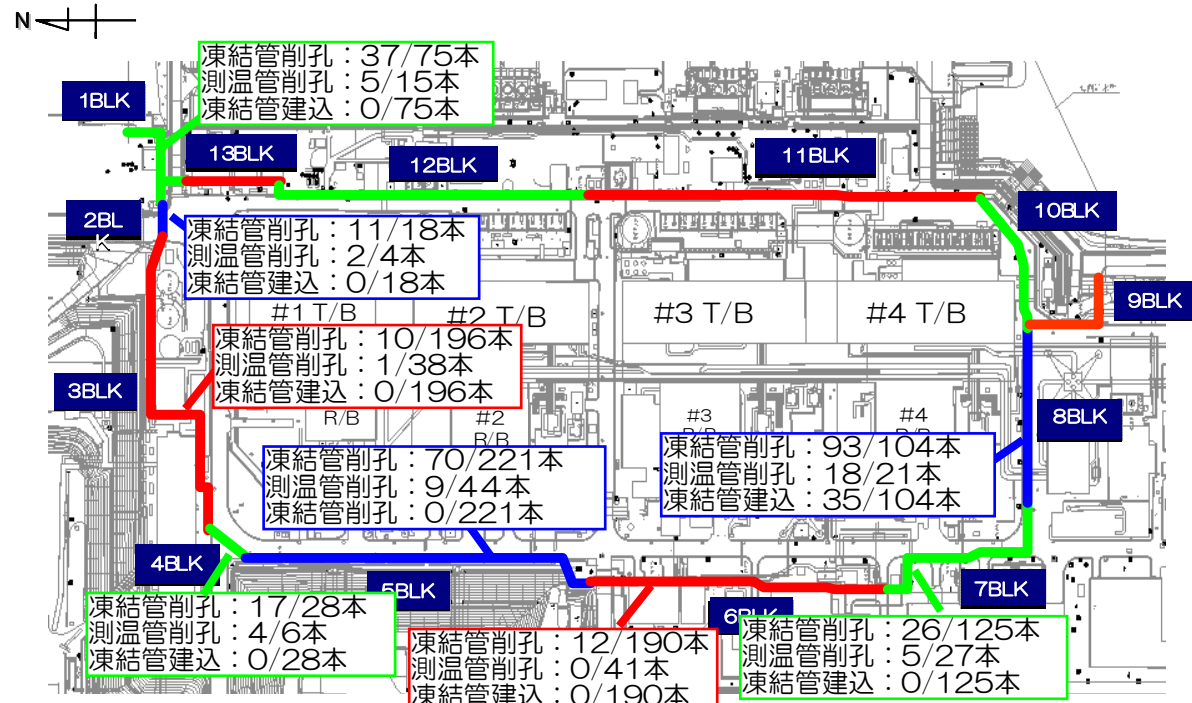 N
凍結管削孔：37/75本
測温管削孔：5/15本
凍結管建込：0/75本
1BLK
13BLK
12BLK
11BLK
10BLK
2BL
K
凍結管削孔：11/18本
測温管削孔：2/4本
凍結管建込：0/18本
9BLK
#1 T/B
#2 T/B
#3 T/B
#4 T/B
凍結管削孔：10/196本
測温管削孔：1/38本
凍結管建込：0/196本
3BLK
R/B
#2
R/B
#3
R/B
#4
R/B
8BLK
凍結管削孔：70/221本
測温管削孔：9/44本
凍結管建込：0/221本
凍結管削孔：93/104本
測温管削孔：18/21本
凍結管建込：35/104本
4BLK
5BLK
6BLK
7BLK
凍結管削孔：17/28本
測温管削孔：4/6本
凍結管建込：0/28本
凍結管削孔：12/190本
測温管削孔：0/41本
凍結管建込：0/190本
凍結管削孔：26/125本
測温管削孔：5/27本
凍結管建込：0/125本